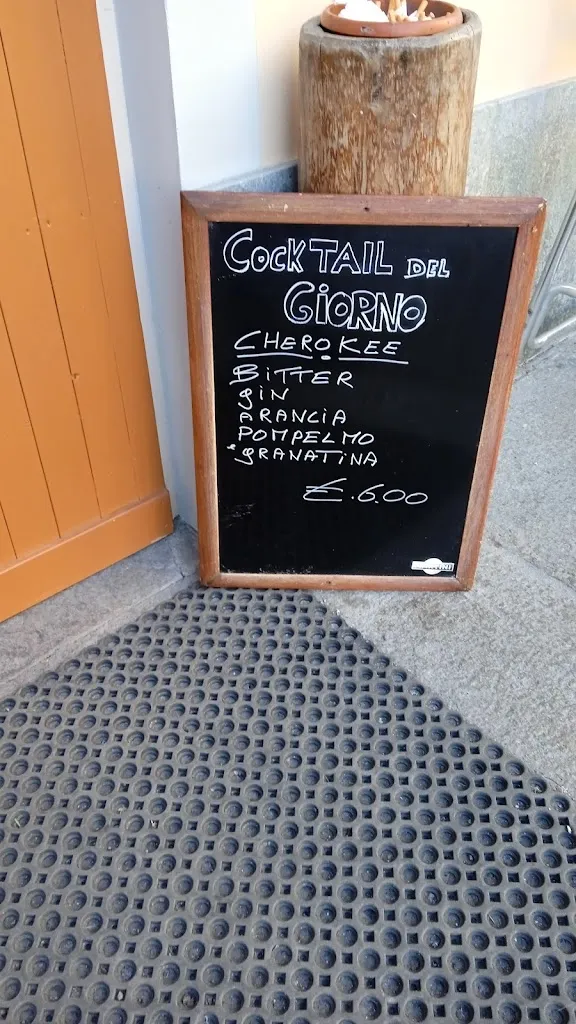 COCKTAIL DEL
GiORNO
CHEROKEE
BiTTER
giN
ARANCiA
POMPELMO
gRANATiNA
€.6.00